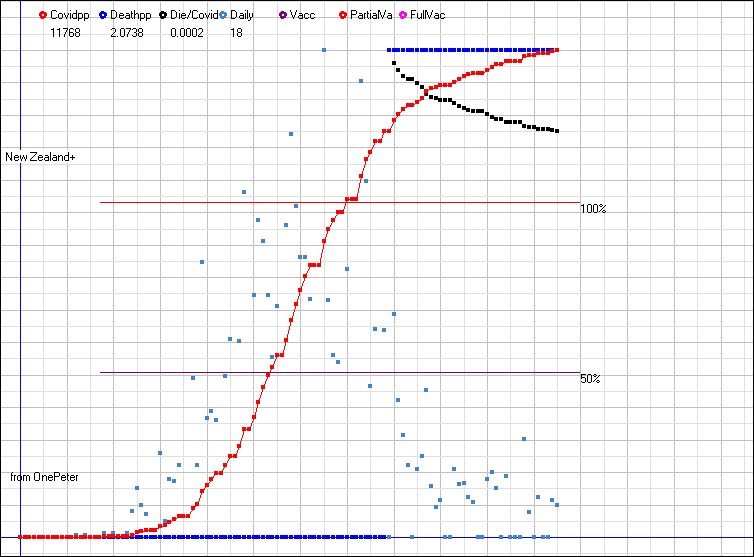 Covidpp Deathpp Die/Covid Daily Vacc PartialVa FullVac
11768 2.0738 0.0002 18
New Zealand+
100%
50%
from OnePeter